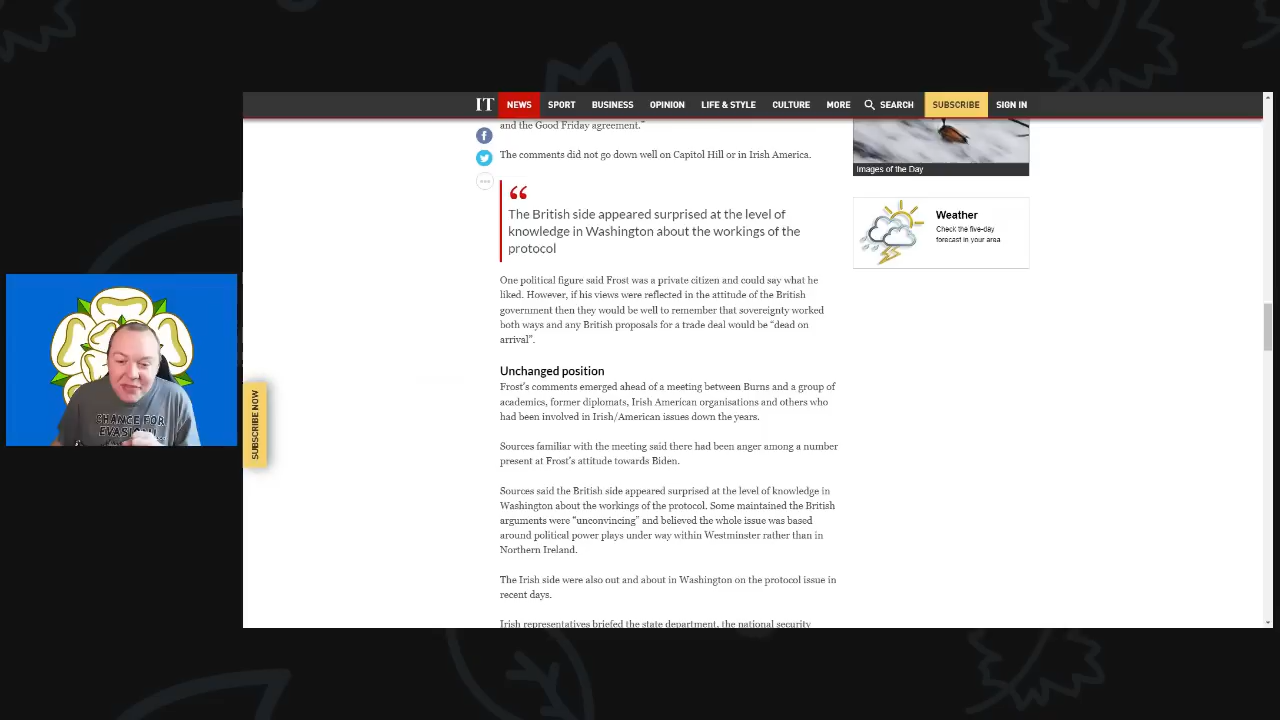 IT NEWS SPORT BUSINESS OPINION LIFE & STYLE CULTURE MORE SEARCH SUBSCRIBE SIGN IN
and the Good Friday agreement."
The comments did not go down well on Capitol Hill or in Irish America.
“
The British side appeared surprised at the level of
knowledge in Washington about the workings of the
protocol
One political figure said Frost was a private citizen and could say what he
liked. However, if his views were reflected in the attitude of the British
government then they would be well to remember that sovereignty worked
both ways and any British proposals for a trade deal would be “dead on
arrival”.
Unchanged position
Frost’s comments emerged ahead of a meeting between Burns and a group of
academics, former diplomats, Irish American organisations and others who
had been involved in Irish/American issues down the years.
Sources familiar with the meeting said there had been anger among a number
present at Frost’s attitude towards Biden.
Sources said the British side appeared surprised at the level of knowledge in
Washington about the workings of the protocol. Some maintained the British
arguments were “unconvincing” and believed the whole issue was based
around political power plays under way within Westminster rather than in
Northern Ireland.
The Irish side were also out and about in Washington on the protocol issue in
recent days.
Irish representatives briefed the state department, the national security
Images of the Day
Weather
Check the five-day
forecast in your area
SUBSCRIBE NOW
CHANGE FOR
EVASION...